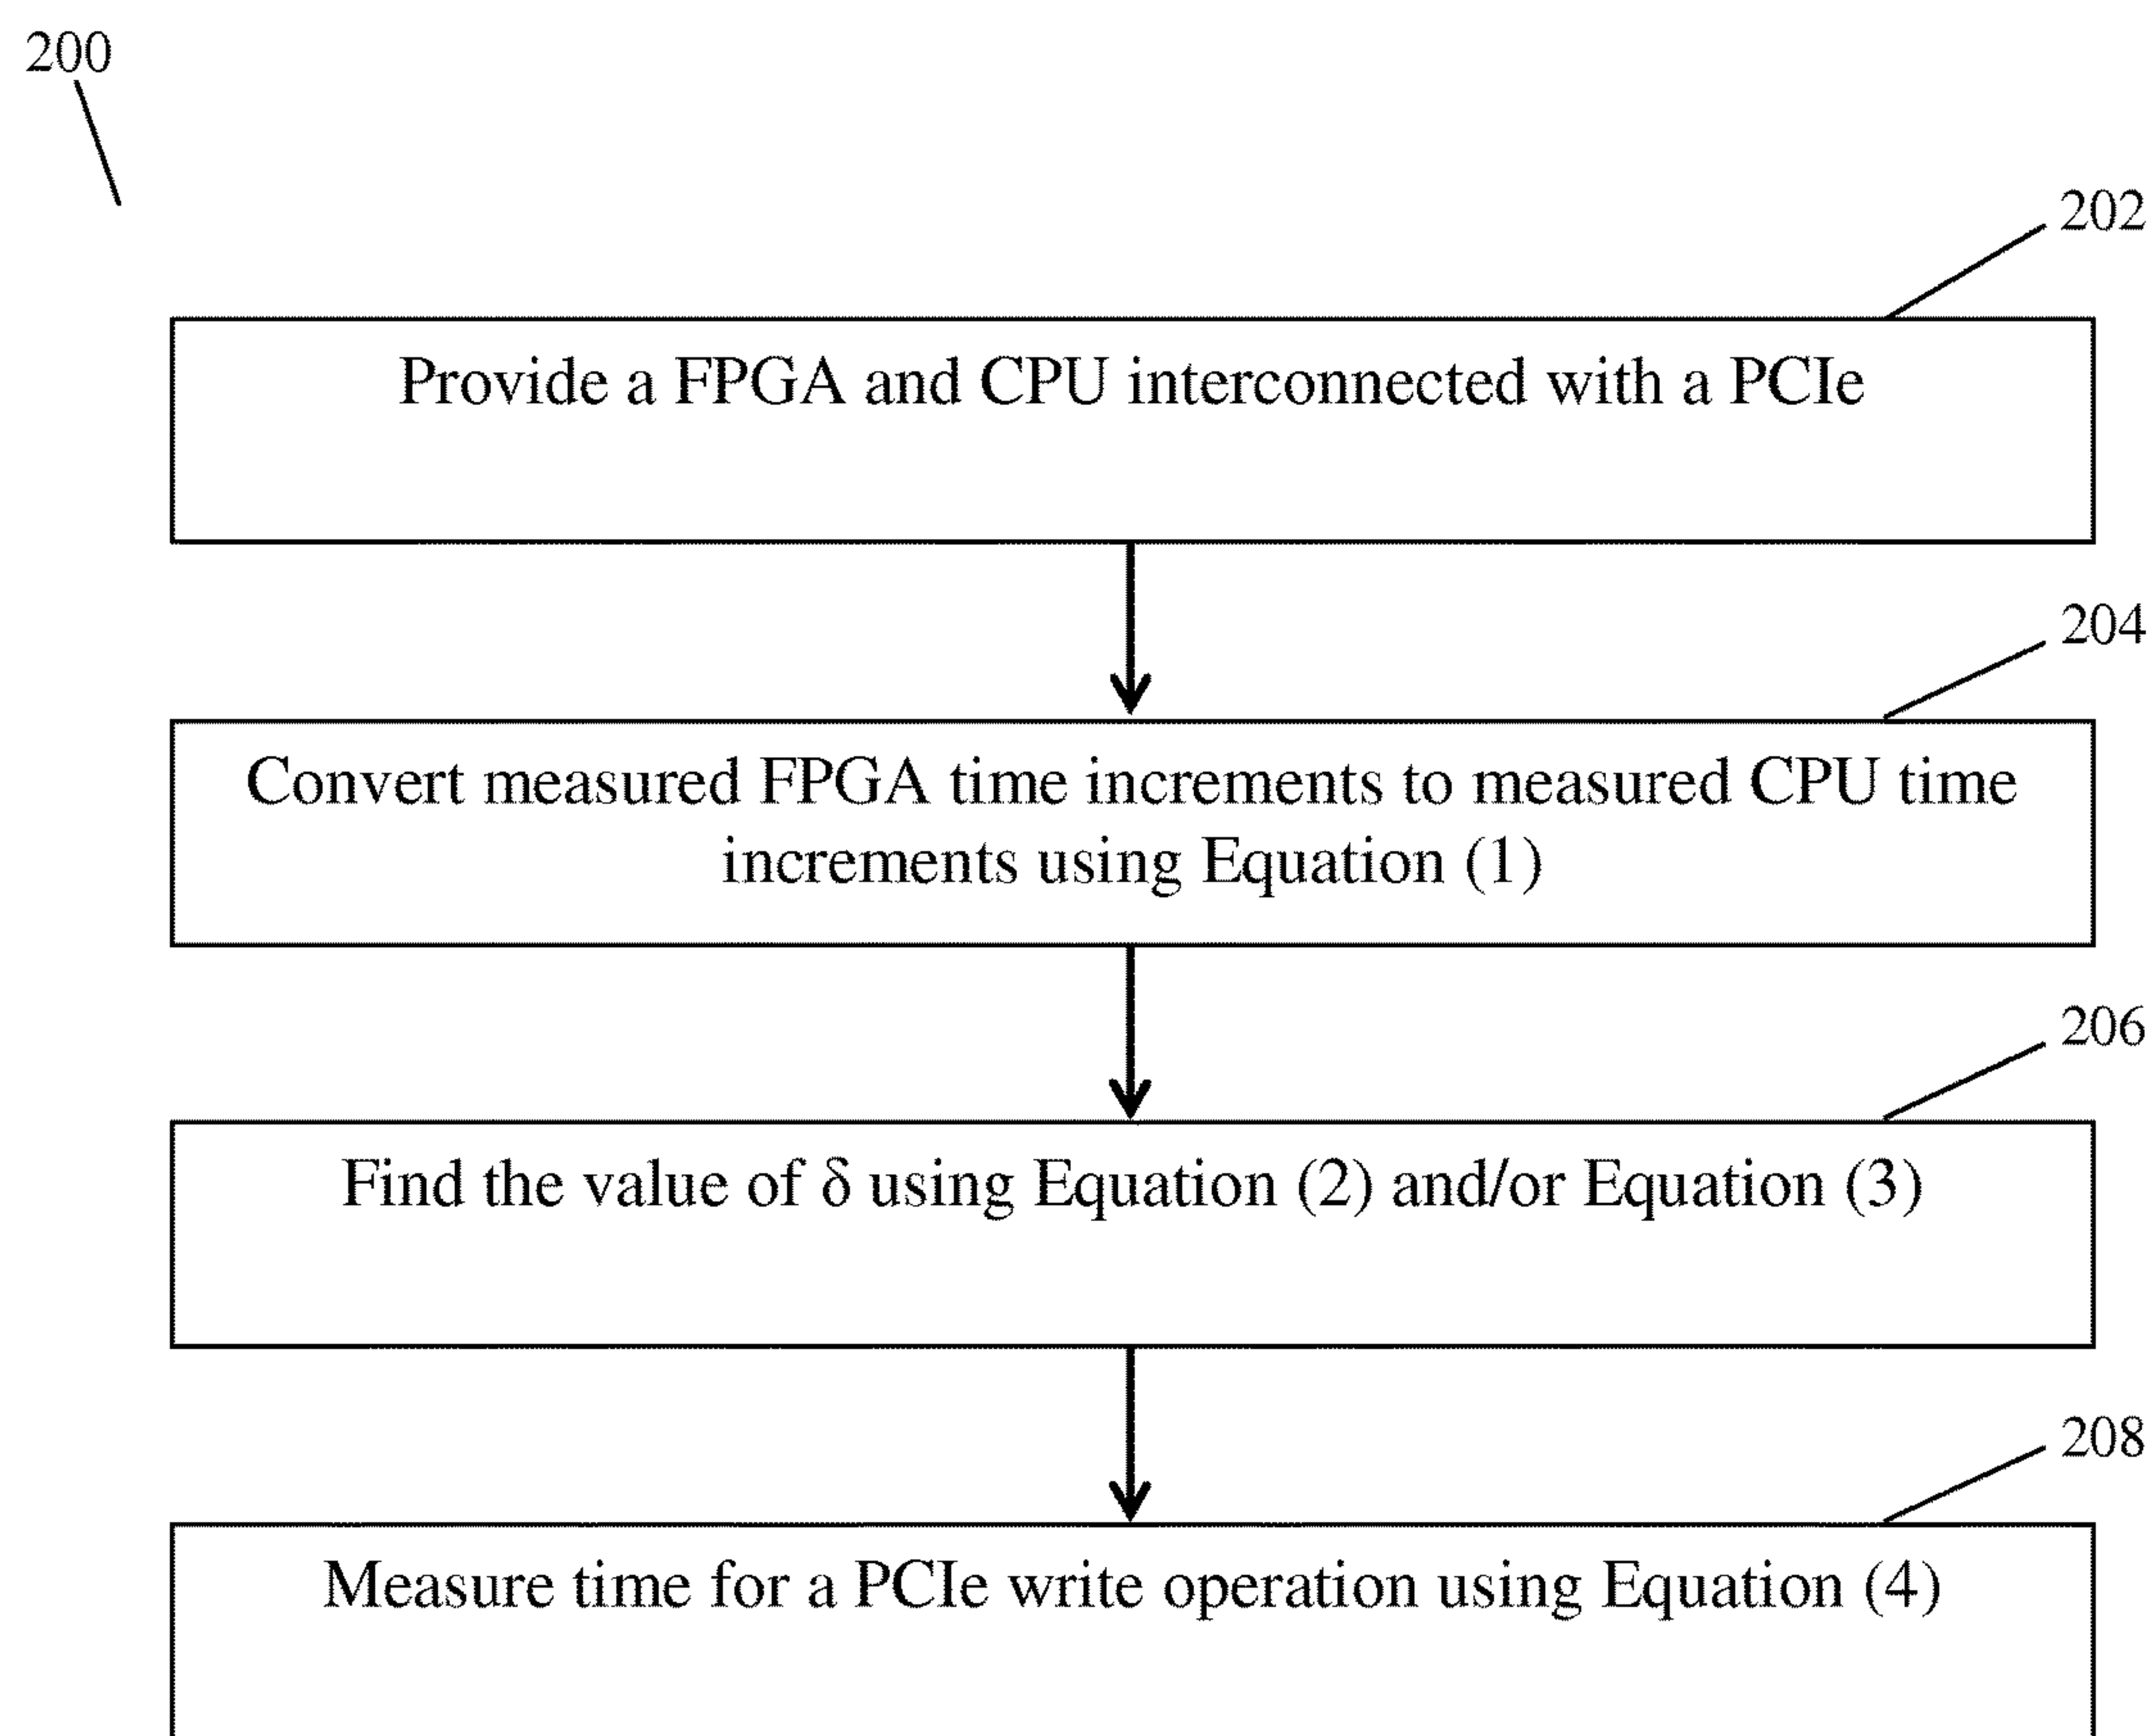 200
202
Provide a FPGA and CPU interconnected with a PCIe
204
Convert measured FPGA time increments to measured CPU time
increments using Equation (1)
206
Find the value of δ using Equation (2) and/or Equation (3)
208
Measure time for a PCIe write operation using Equation (4)